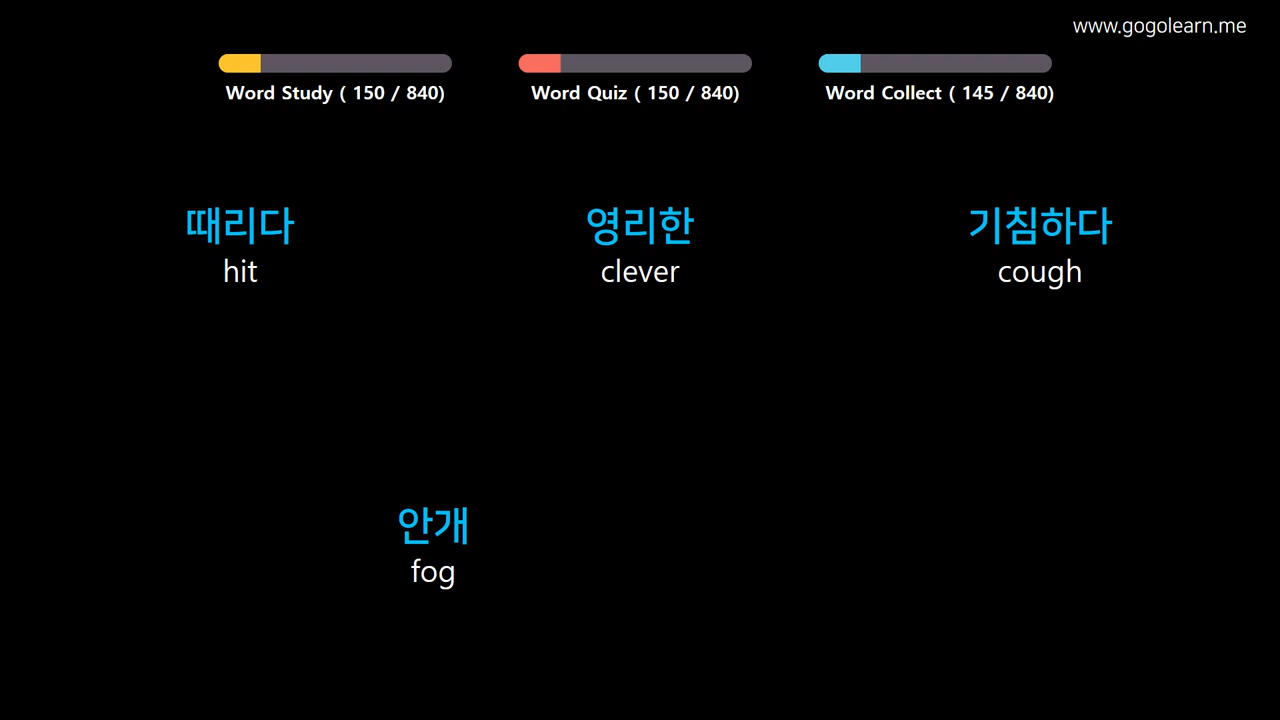 www.gogolearn.me
Word Study ( 150 / 840)
Word Quiz ( 150 / 840)
Word Collect ( 145 / 840)
때리다
hit
영리한
clever
기침하다
cough
안개
fog